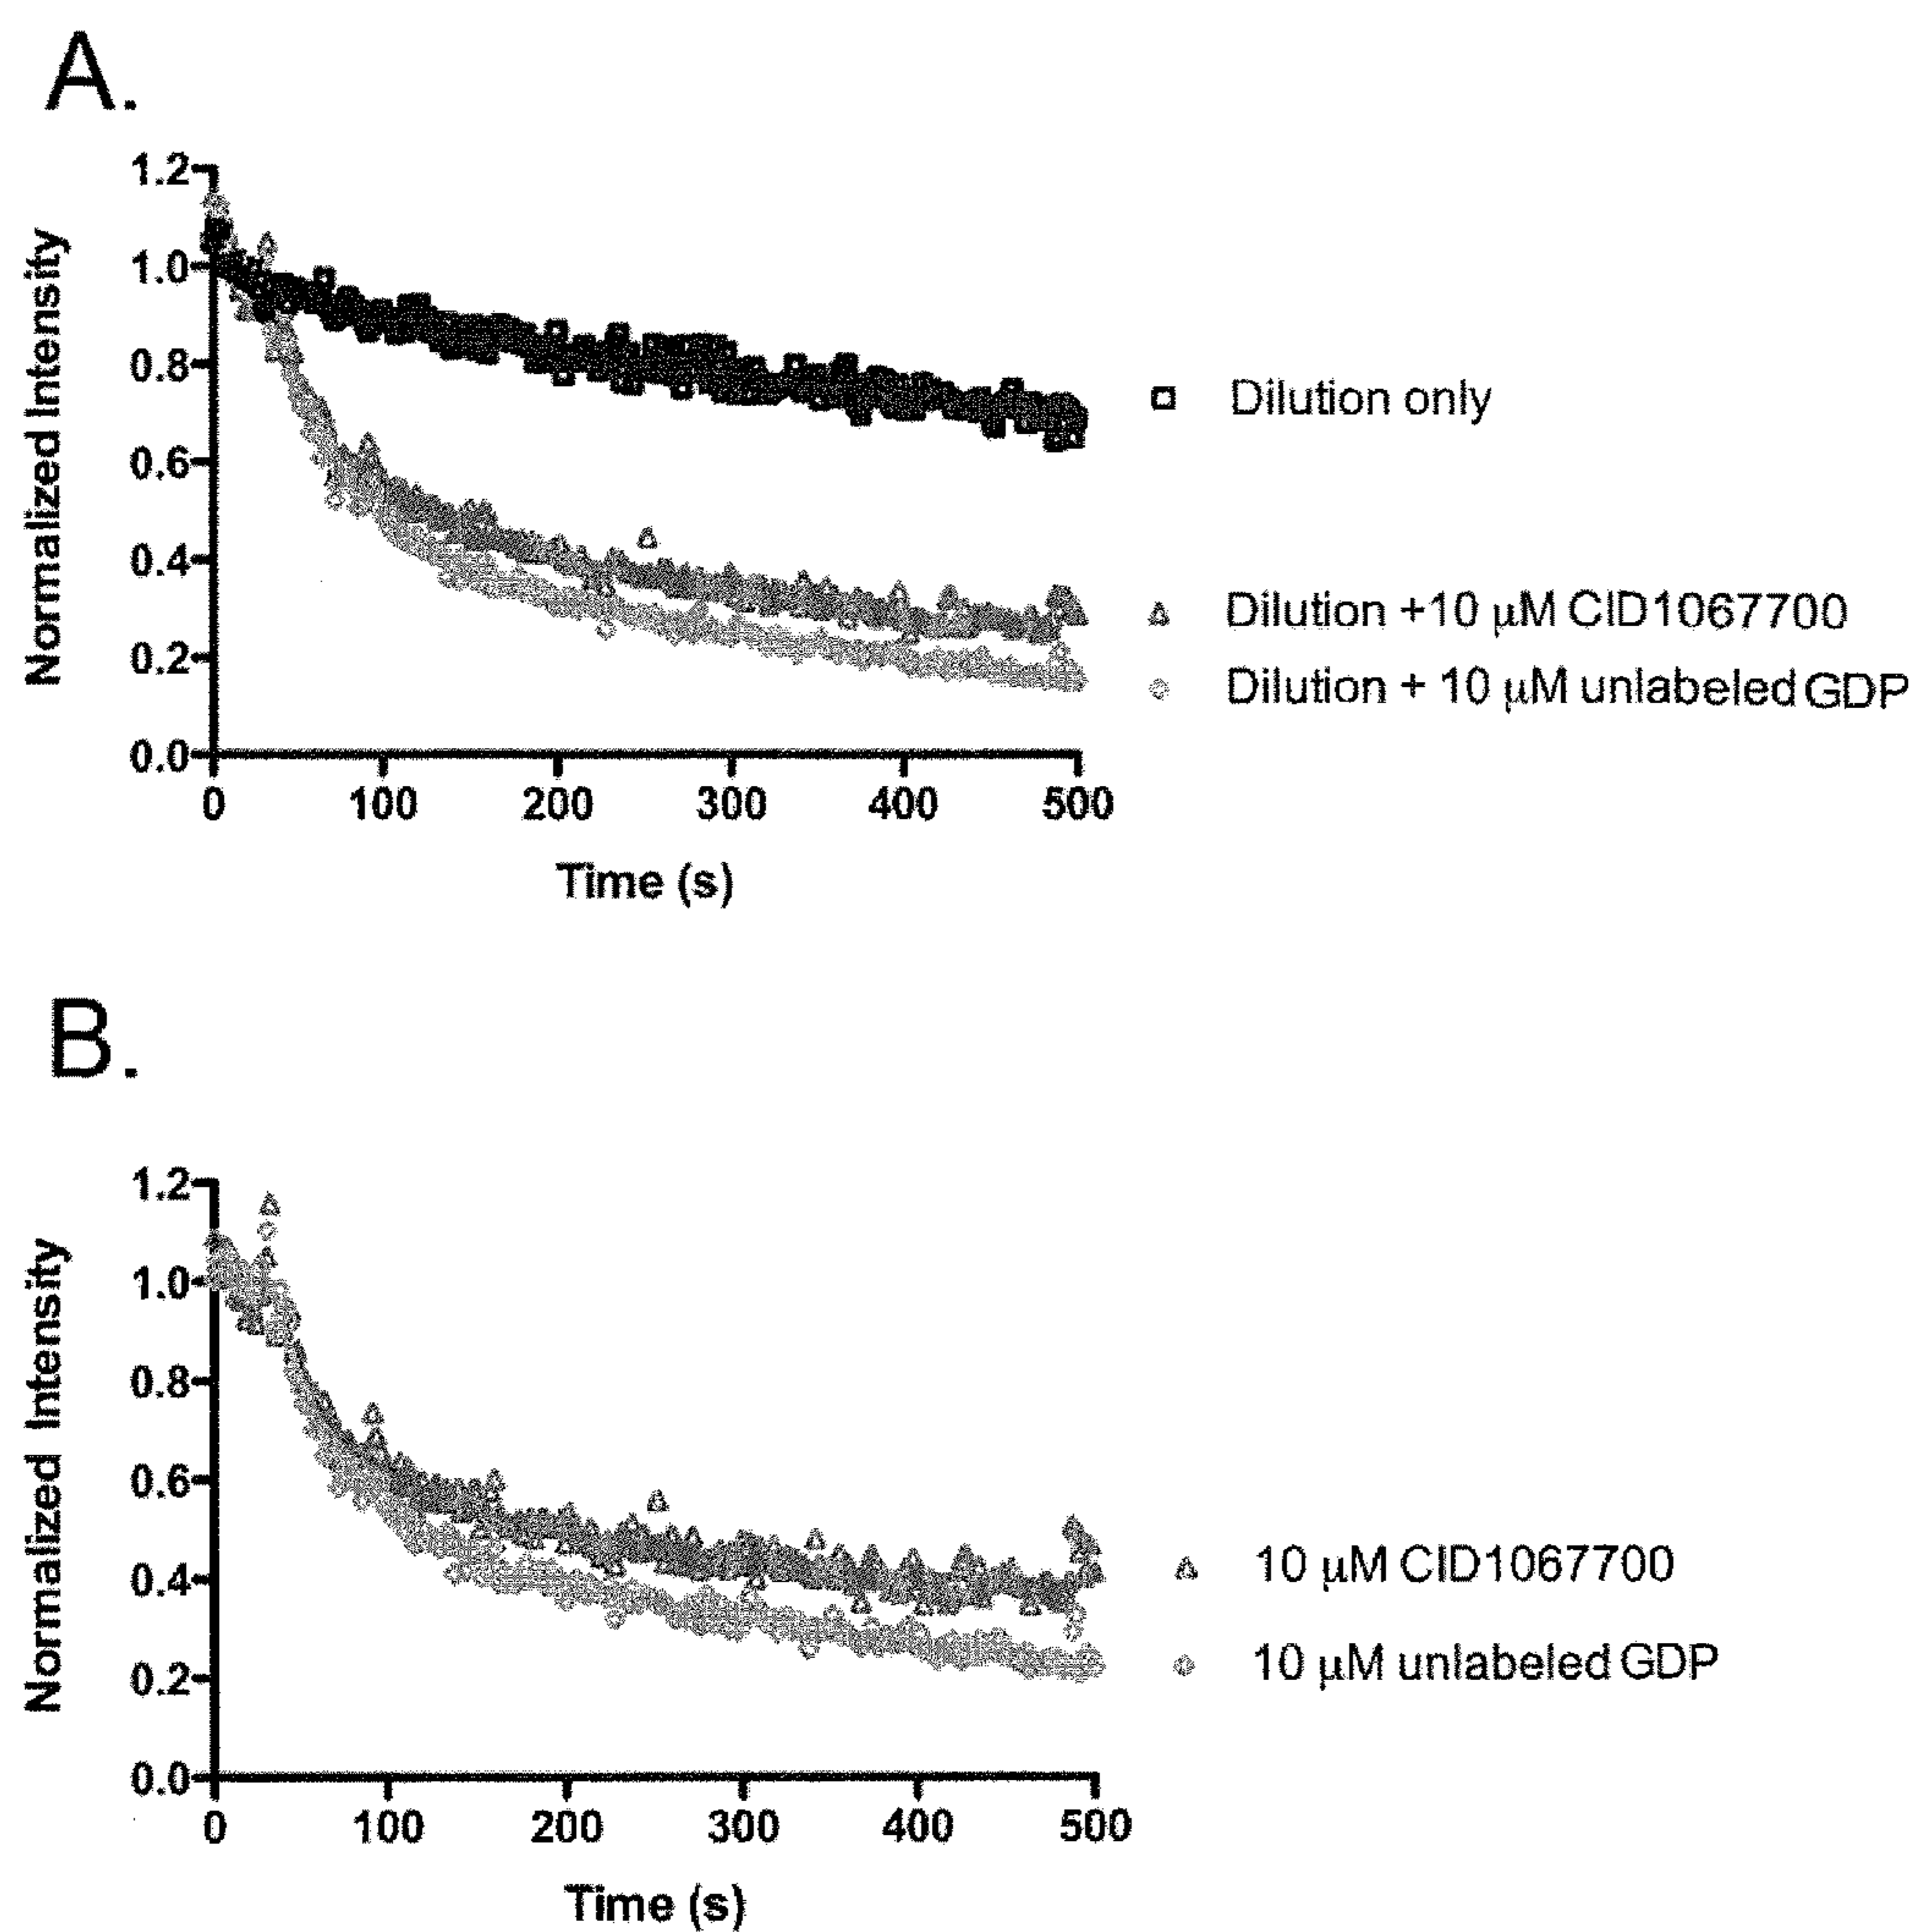 A.
Normalized Intensity
1.2
1.0
0.8
0.6
0.4
0.2
0.0
0 100 200 300 400 500
Time (s)
Dilution only
Dilution +10 μM CID1067700
Dilution + 10 μM unlabeled GDP
B.
Normalized Intensity
1.2
1.0
0.8
0.6
0.4
0.2
0.0
0 100 200 300 400 500
Time (s)
10 μM CID1067700
10 μM unlabeled GDP